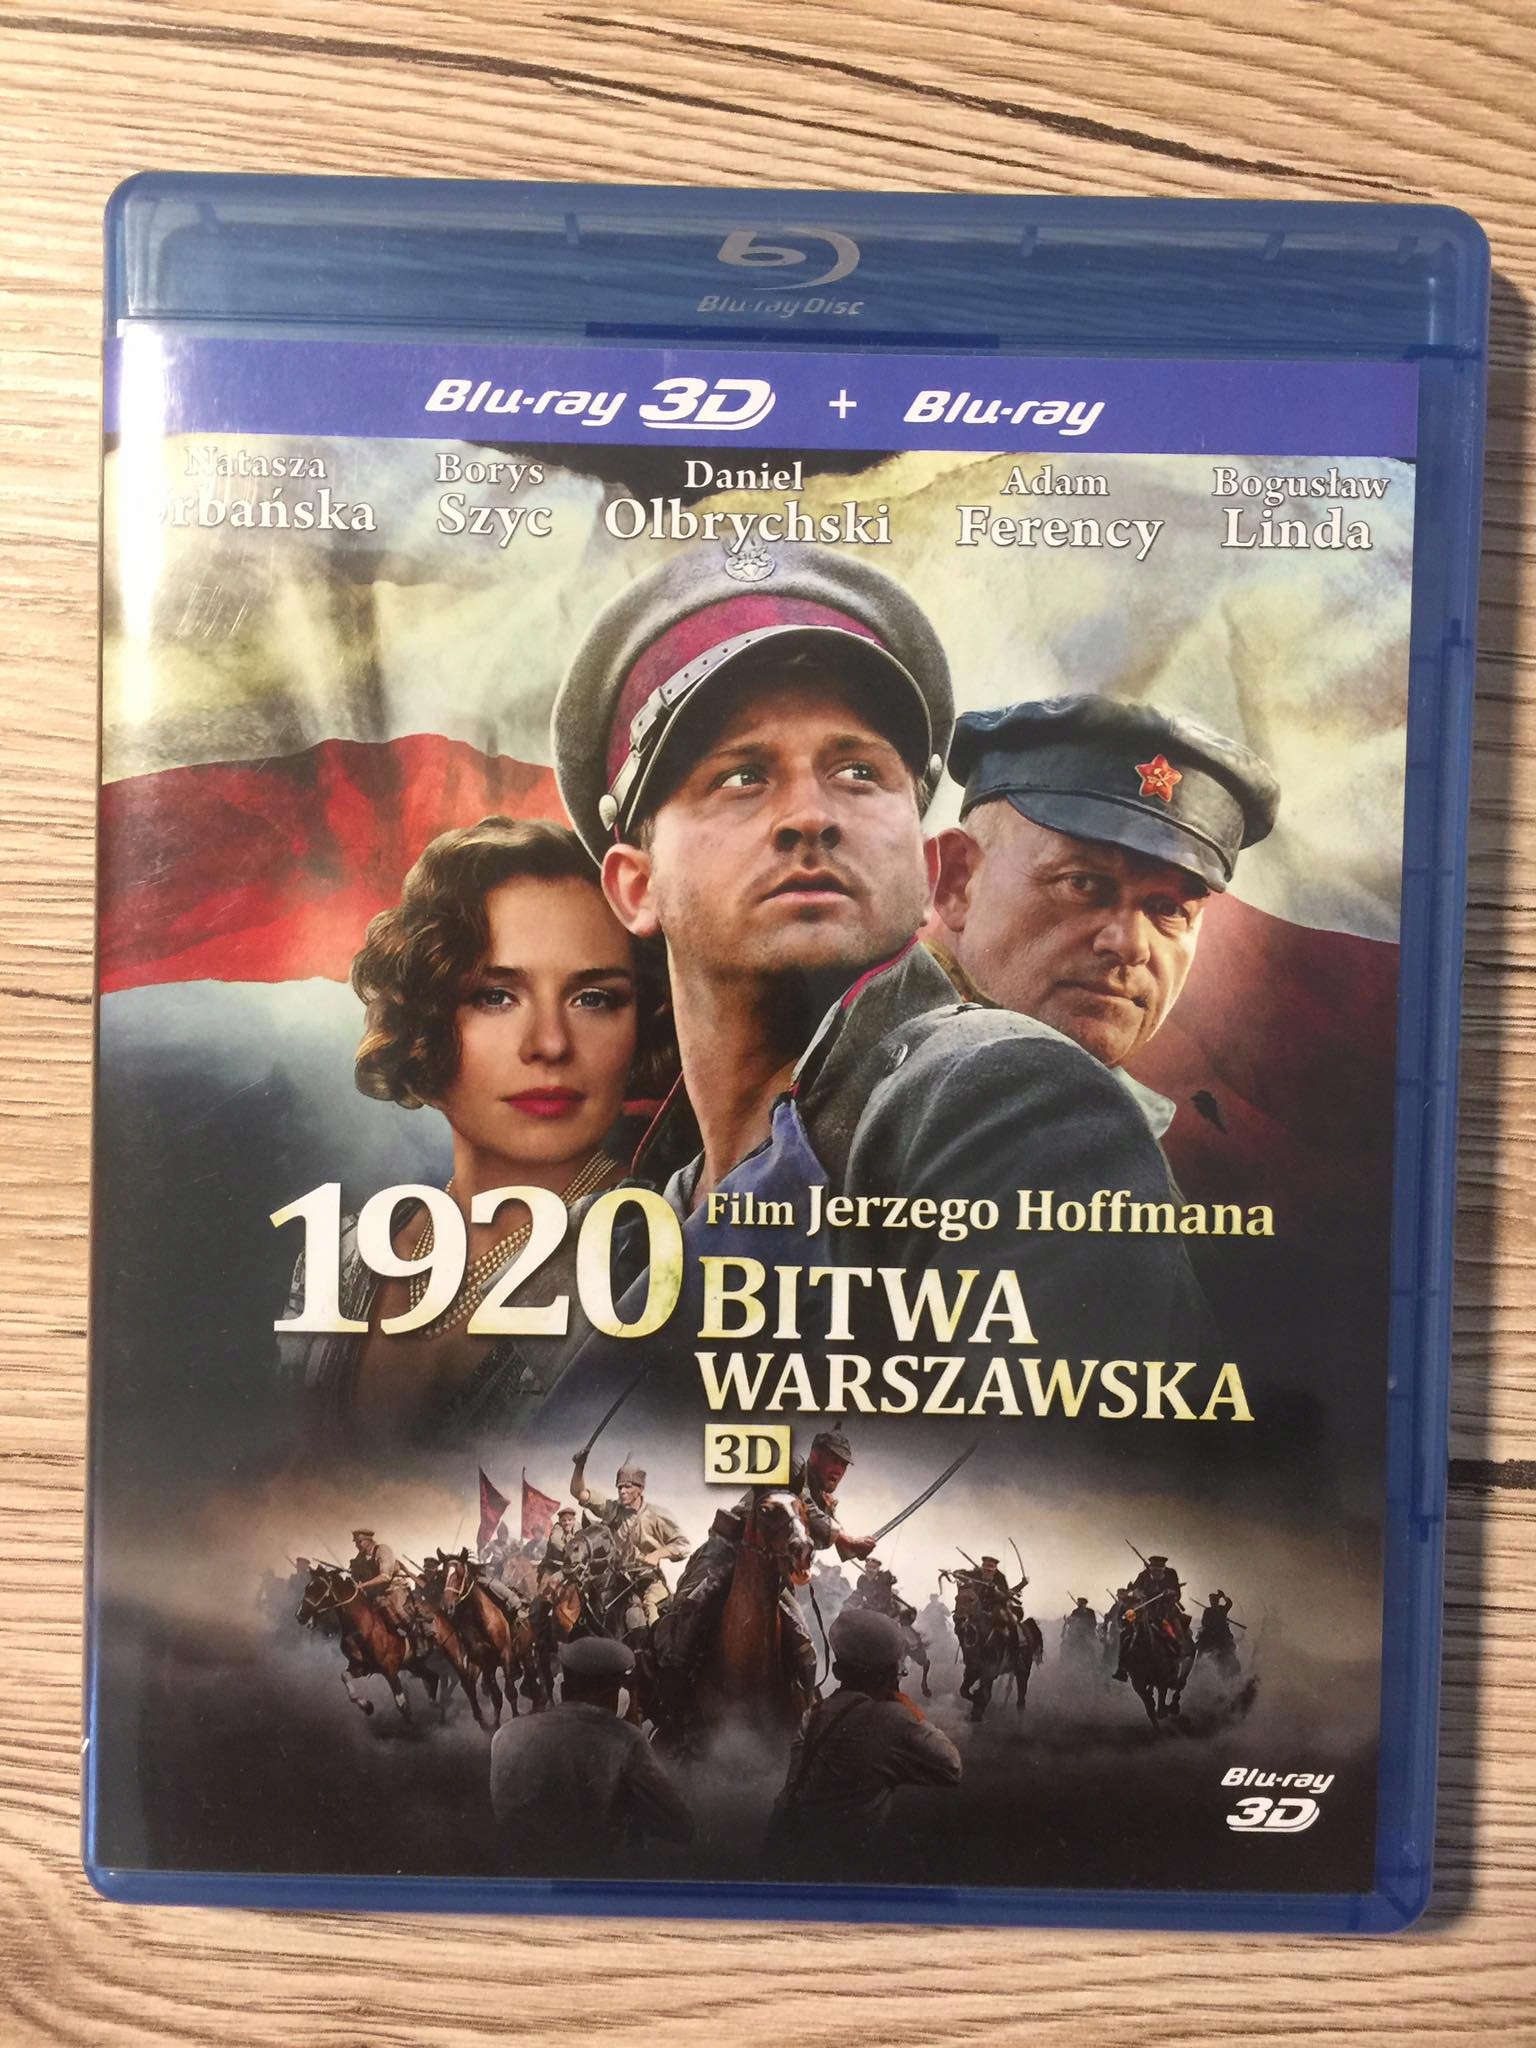 Blu-ray Disc
Blu-ray 3D + Blu-ray
Natasza Urbańska
Borys Szyc
Daniel Olbrychski
Adam Ferency
Bogusław Linda
1920
Film Jerzego Hoffmana
BITWA
WARSZAWSKA
3D
Blu-ray
3D